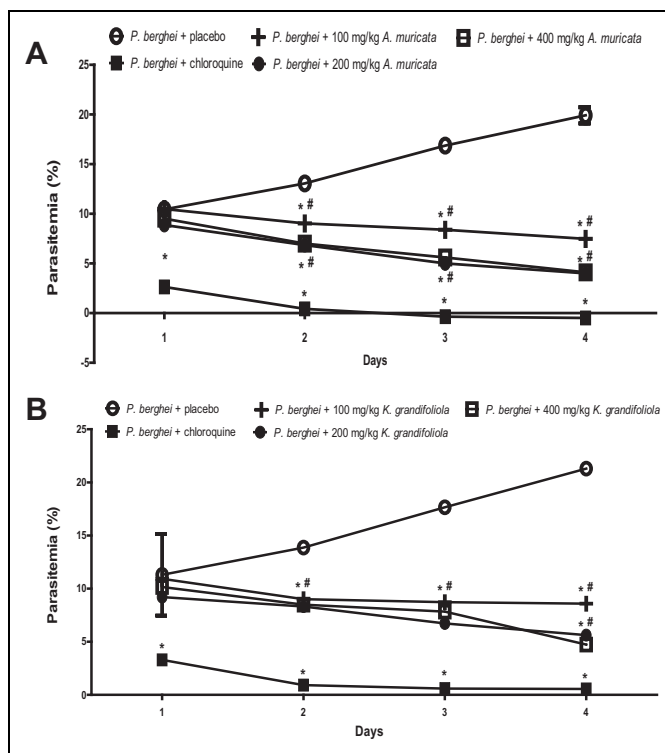 A
P. berghei + placebo P. berghei + 100 mg/kg A. muricata P. berghei + 400 mg/kg A. muricata
P. berghei + chloroquine P. berghei + 200 mg/kg A. muricata
25
20
15
10
5
0
-5
Parasitemia (%)
* # * # * #
* # * # * #
* * * *
1 2 3 4
Days
B
P. berghei + placebo P. berghei + 100 mg/kg K. grandifoliola P. berghei + 400 mg/kg K. grandifoliola
P. berghei + chloroquine P. berghei + 200 mg/kg K. grandifoliola
25
20
15
10
5
0
Parasitemia (%)
* # * # * #
* #
* * * *
1 2 3 4
Days